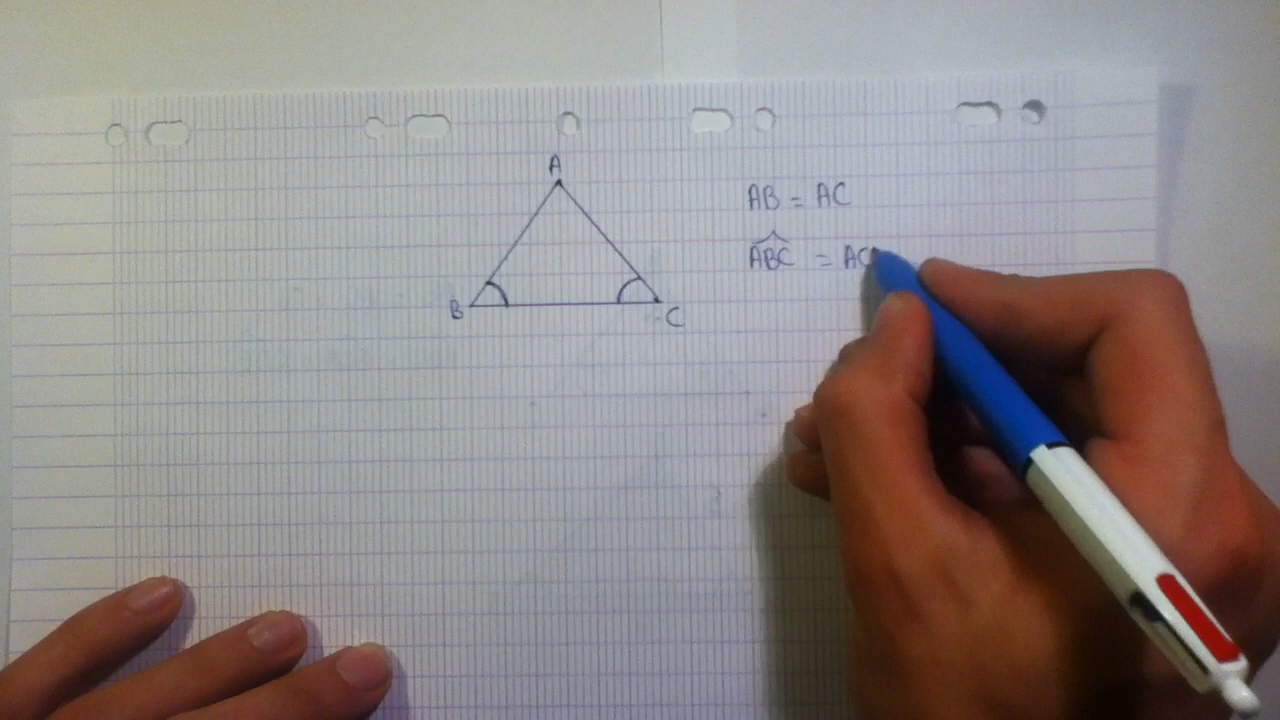 A
B
C
AB = AC
ABC = AC